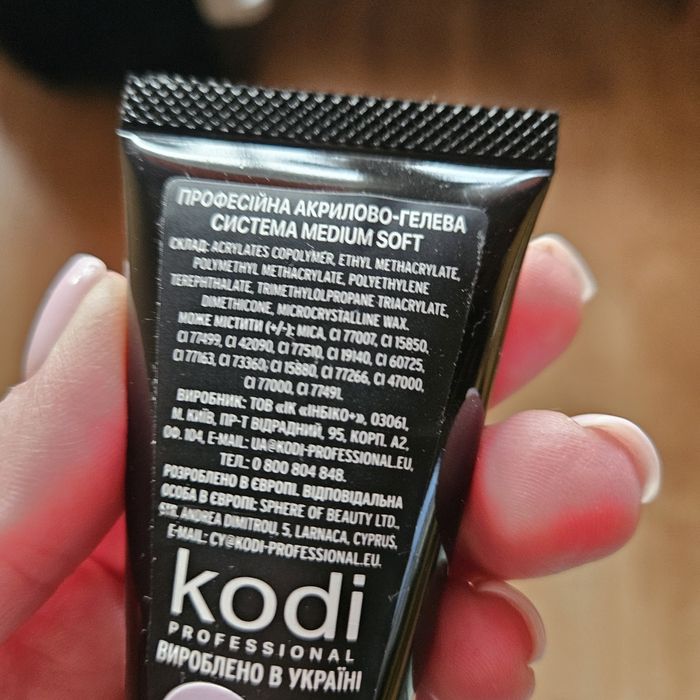 ПРОФЕСІЙНА АКРИЛОВО-ГЕЛЕВА
СИСТЕМА MEDIUM SOFT
СКЛАД: ACRYLATES COPOLYMER, ETHYL METHACRYLATE,
POLYMETHYL METHACRYLATE, POLYETHYLENE
TEREPHTHALATE, TRIMETHYLOLPROPANE TRIACRYLATE,
DIMETHICONE, MICROCRYSTALLINE WAX.
МОЖЕ МІСТИТИ (+/-): MICA, CI 77007, CI 15850,
CI 77499, CI 42090, CI 77510, CI 19140, CI 60725,
CI 77163, CI 73360, CI 15880, CI 77266, CI 47000,
CI 77000, CI 77491.
ВИРОБНИК: ТОВ «ІК «ІНБІКО+», 03061,
М. КИЇВ, ПР-Т ВІДРАДНИЙ, 95, КОРП. А2,
ОФ. 104, E-MAIL: UA@KODI-PROFESSIONAL.EU,
ТЕЛ.: 0 800 804 848.
РОЗРОБЛЕНО В ЄВРОПІ. ВІДПОВІДАЛЬНА
ОСОБА В ЄВРОПІ: SPHERE OF BEAUTY LTD.,
STR. ANDREA DIMITROU, 5, LARNACA, CYPRUS,
E-MAIL: CY@KODI-PROFESSIONAL.EU.
kodi
PROFESSIONAL
ВИРОБЛЕНО В УКРАЇНІ